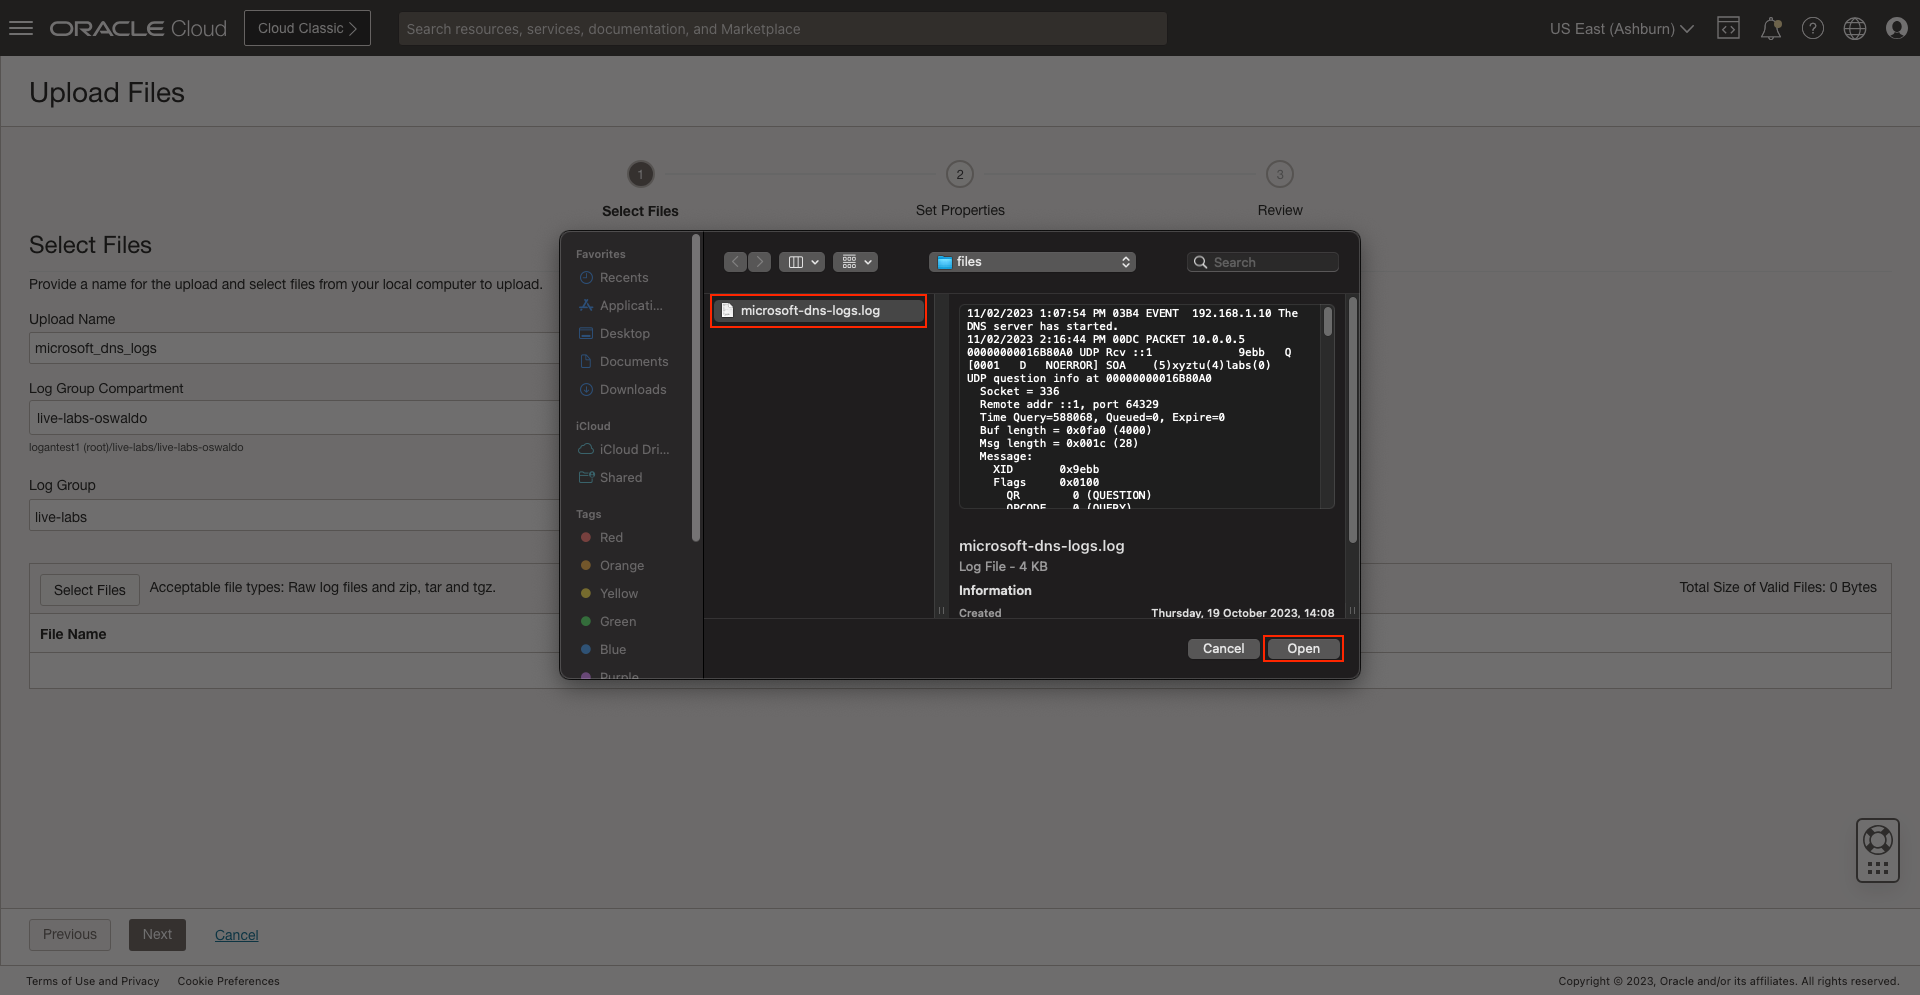 ORACLE Cloud
Cloud Classic
Search resources, services, documentation, and Marketplace
US East (Ashburn)
Upload Files
1
2
3
Select Files
Set Properties
Review
Select Files
Provide a name for the upload and select files from your local computer to upload.
Upload Name
microsoft_dns_logs
Log Group Compartment
live-labs-oswaldo
logantest1 (root)/live-labs/live-labs-oswaldo
Log Group
live-labs
Select Files
Acceptable file types: Raw log files and zip, tar and tgz.
Total Size of Valid Files: 0 Bytes
File Name
Favorites
Recents
Applicati...
Desktop
Documents
Downloads
iCloud
iCloud Dri...
Shared
Tags
Red
Orange
Yellow
Green
Blue
Purple
files
Search
microsoft-dns-logs.log
11/02/2023 1:07:54 PM 03B4 EVENT 192.168.1.10 The
DNS server has started.
11/02/2023 2:16:44 PM 00DC PACKET 10.0.0.5
00000000016B80A0 UDP Rcv ::1 9ebb Q
[0001 D NOERROR] SOA (5)xyztu(4)labs(0)
UDP question info at 00000000016B80A0
Socket = 336
Remote addr ::1, port 64329
Time Query=588068, Queued=0, Expire=0
Buf length = 0x0fa0 (4000)
Msg length = 0x001c (28)
Message:
XID 0x9ebb
Flags 0x0100
QR 0 (QUESTION)
OPCODE 0 (QUERY)
microsoft-dns-logs.log
Log File - 4 KB
Information
Created Thursday, 19 October 2023, 14:08
Cancel
Open
Previous
Next
Cancel
Terms of Use and Privacy
Cookie Preferences
Copyright © 2023, Oracle and/or its affiliates. All rights reserved.